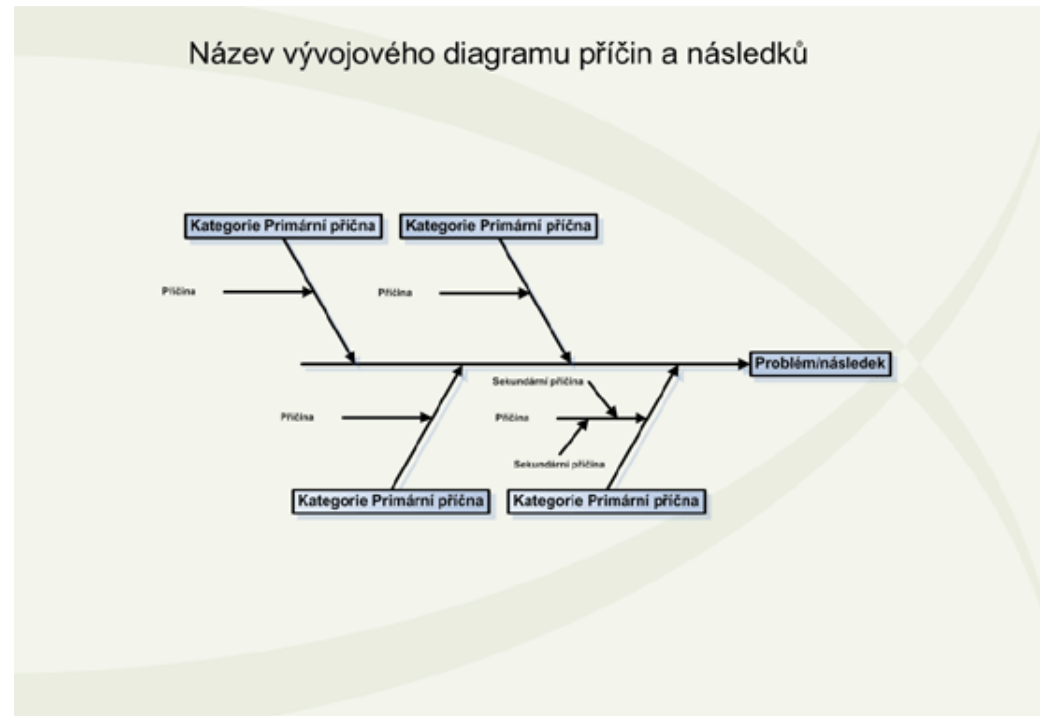 Název vývojového diagramu příčin a následků
Kategorie Primární příčna
Kategorie Primární příčna
Příčina
Příčina
Problém/následek
Sekundární příčina
Příčina
Příčina
Sekundární příčina
Kategorie Primární příčna
Kategorie Primární příčna